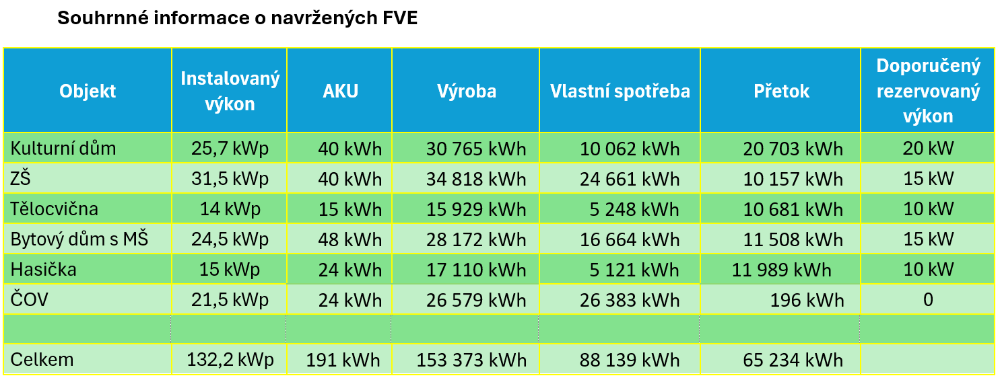 Souhrnné informace o navržených FVE
Objekt Instalovaný výkon AKU Výroba Vlastní spotřeba Přetok Doporučený rezervovaný výkon
Kulturní dům 25,7 kWp 40 kWh 30 765 kWh 10 062 kWh 20 703 kWh 20 kW
ZŠ 31,5 kWp 40 kWh 34 818 kWh 24 661 kWh 10 157 kWh 15 kW
Tělocvična 14 kWp 15 kWh 15 929 kWh 5 248 kWh 10 681 kWh 10 kW
Bytový dům s MŠ 24,5 kWp 48 kWh 28 172 kWh 16 664 kWh 11 508 kWh 15 kW
Hasička 15 kWp 24 kWh 17 110 kWh 5 121 kWh 11 989 kWh 10 kW
ČOV 21,5 kWp 24 kWh 26 579 kWh 26 383 kWh 196 kWh 0
Celkem 132,2 kWp 191 kWh 153 373 kWh 88 139 kWh 65 234 kWh